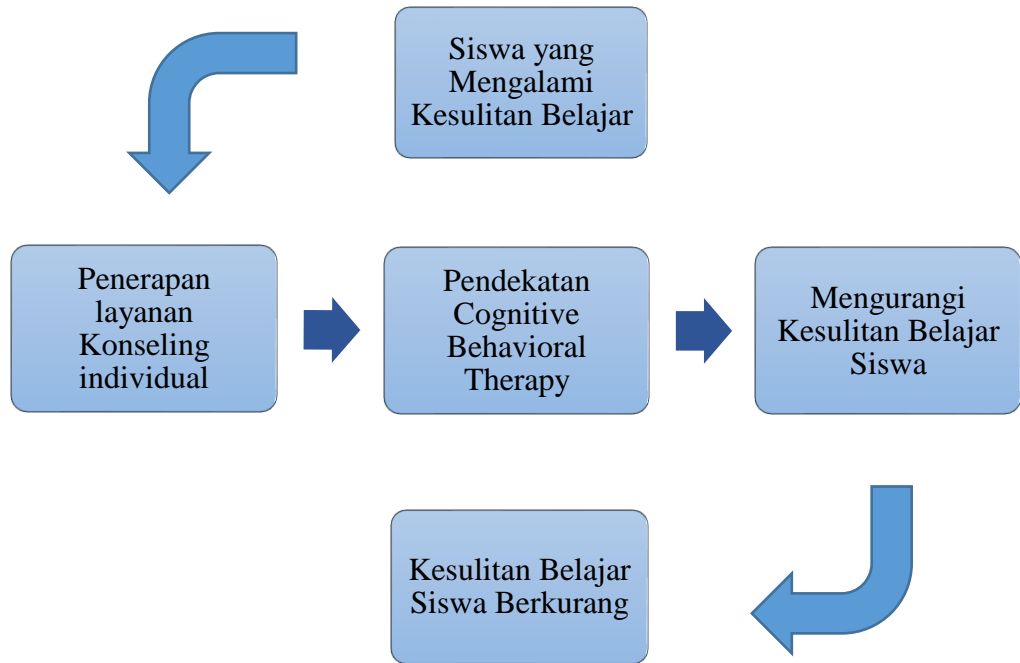 Siswa yang
Mengalami
Kesulitan Belajar
Penerapan
layanan
Konseling
individual
Pendekatan
Cognitive
Behavioral
Therapy
Mengurangi
Kesulitan Belajar
Siswa
Kesulitan Belajar
Siswa Berkurang